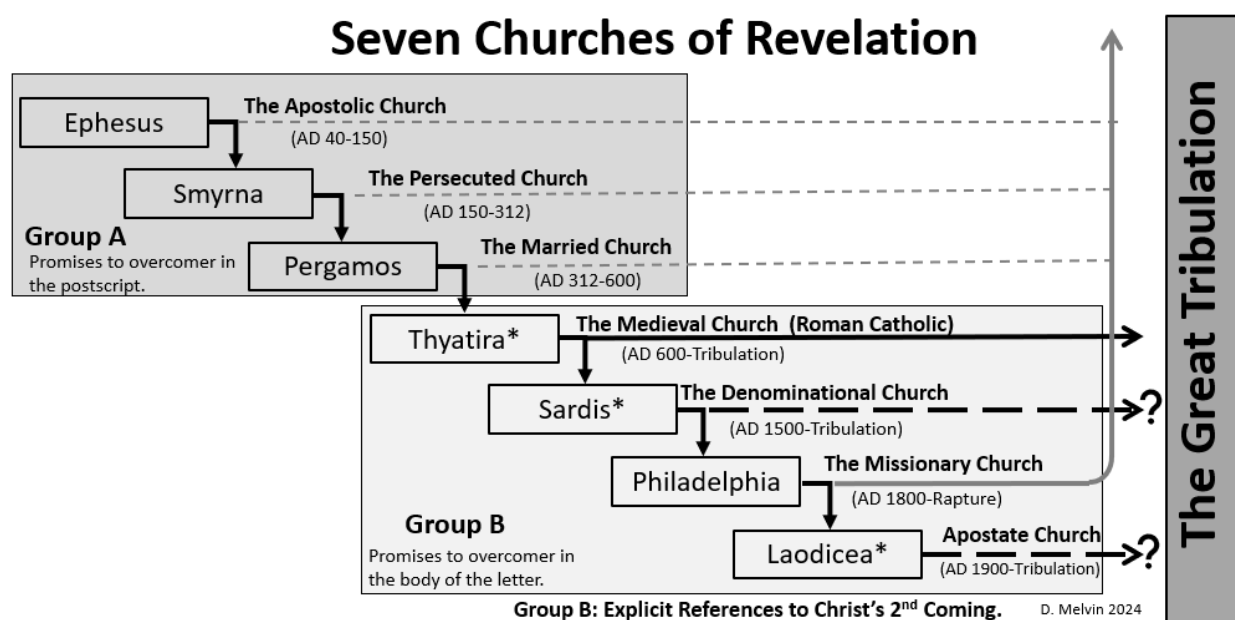 Seven Churches of Revelation
Ephesus
The Apostolic Church
(AD 40-150)
Smyrna
The Persecuted Church
(AD 150-312)
Group A
Promises to overcomer in
the postscript.
Pergamos
The Married Church
(AD 312-600)
Thyatira*
The Medieval Church (Roman Catholic)
(AD 600-Tribulation)
Sardis*
The Denominational Church
(AD 1500-Tribulation)
?
Philadelphia
The Missionary Church
(AD 1800-Rapture)
Group B
Promises to overcomer in
the body of the letter.
Laodicea*
Apostate Church
(AD 1900-Tribulation)
?
Group B: Explicit References to Christ’s 2nd Coming.
D. Melvin 2024
The Great Tribulation